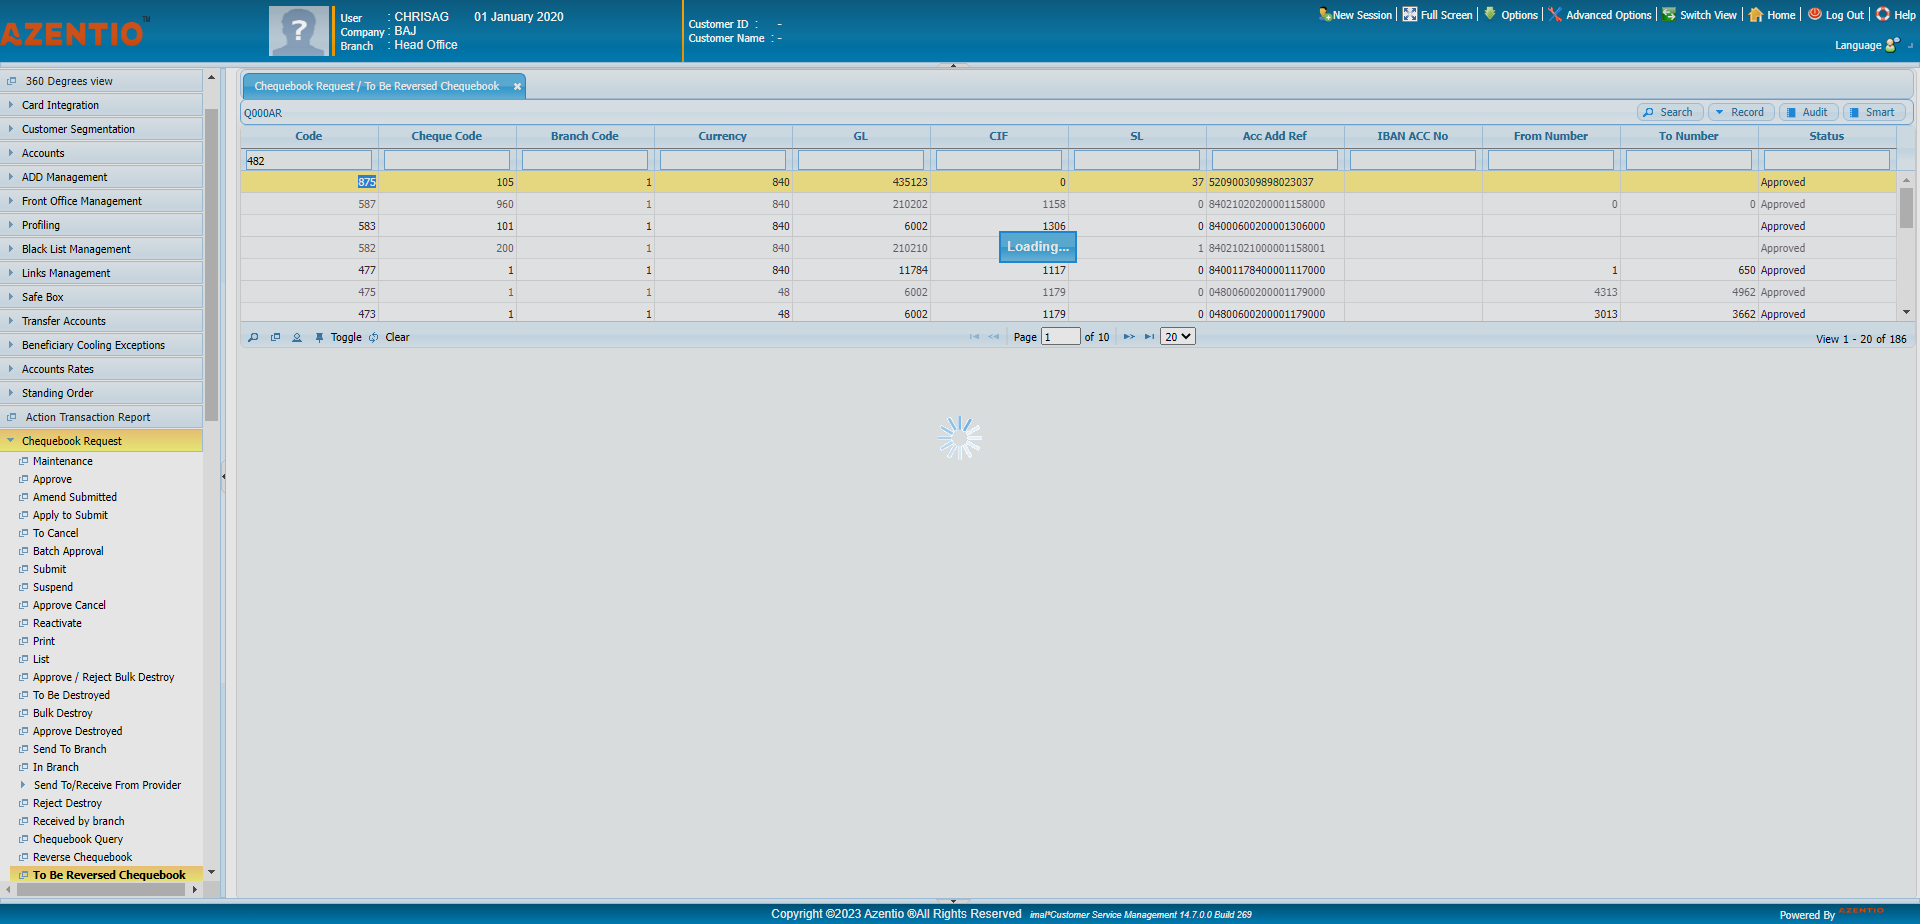 AZENTIO™
User : CHRISAG 01 January 2020
Company : BAJ
Branch : Head Office
Customer ID : -
Customer Name : -
New Session Full Screen Options Advanced Options Switch View Home Log Out Help
Language
360 Degrees view
Card Integration
Customer Segmentation
Accounts
ADD Management
Front Office Management
Profiling
Black List Management
Links Management
Safe Box
Transfer Accounts
Beneficiary Cooling Exceptions
Accounts Rates
Standing Order
Action Transaction Report
Chequebook Request
Maintenance
Approve
Amend Submitted
Apply to Submit
To Cancel
Batch Approval
Submit
Suspend
Approve Cancel
Reactivate
Print
List
Approve / Reject Bulk Destroy
To Be Destroyed
Bulk Destroy
Approve Destroyed
Send To Branch
In Branch
Send To/Receive From Provider
Reject Destroy
Received by branch
Chequebook Query
Reverse Chequebook
To Be Reversed Chequebook
Chequebook Request / To Be Reversed Chequebook
Q000AR Search Record Audit Smart
Code Cheque Code Branch Code Currency GL CIF SL Acc Add Ref IBAN ACC No From Number To Number Status
482
875 105 1 840 435123 0 37 520900309898023037 Approved
587 960 1 840 210202 1158 0 84021020200001158000 0 0 Approved
583 101 1 840 6002 1306 0 84000600200001306000 Approved
582 200 1 840 210210 1 84021021000001158001 Approved
Loading...
477 1 1 840 11784 1117 0 84001178400001117000 1 650 Approved
475 1 1 48 6002 1179 0 04800600200001179000 4313 4962 Approved
473 1 1 48 6002 1179 0 04800600200001179000 3013 3662 Approved
Toggle Clear Page 1 of 10 20 View 1 - 20 of 186
Copyright ©2023 Azentio ®All Rights Reserved imal®Customer Service Management 14.7.0.0 Build 269
Powered By AZENTIO